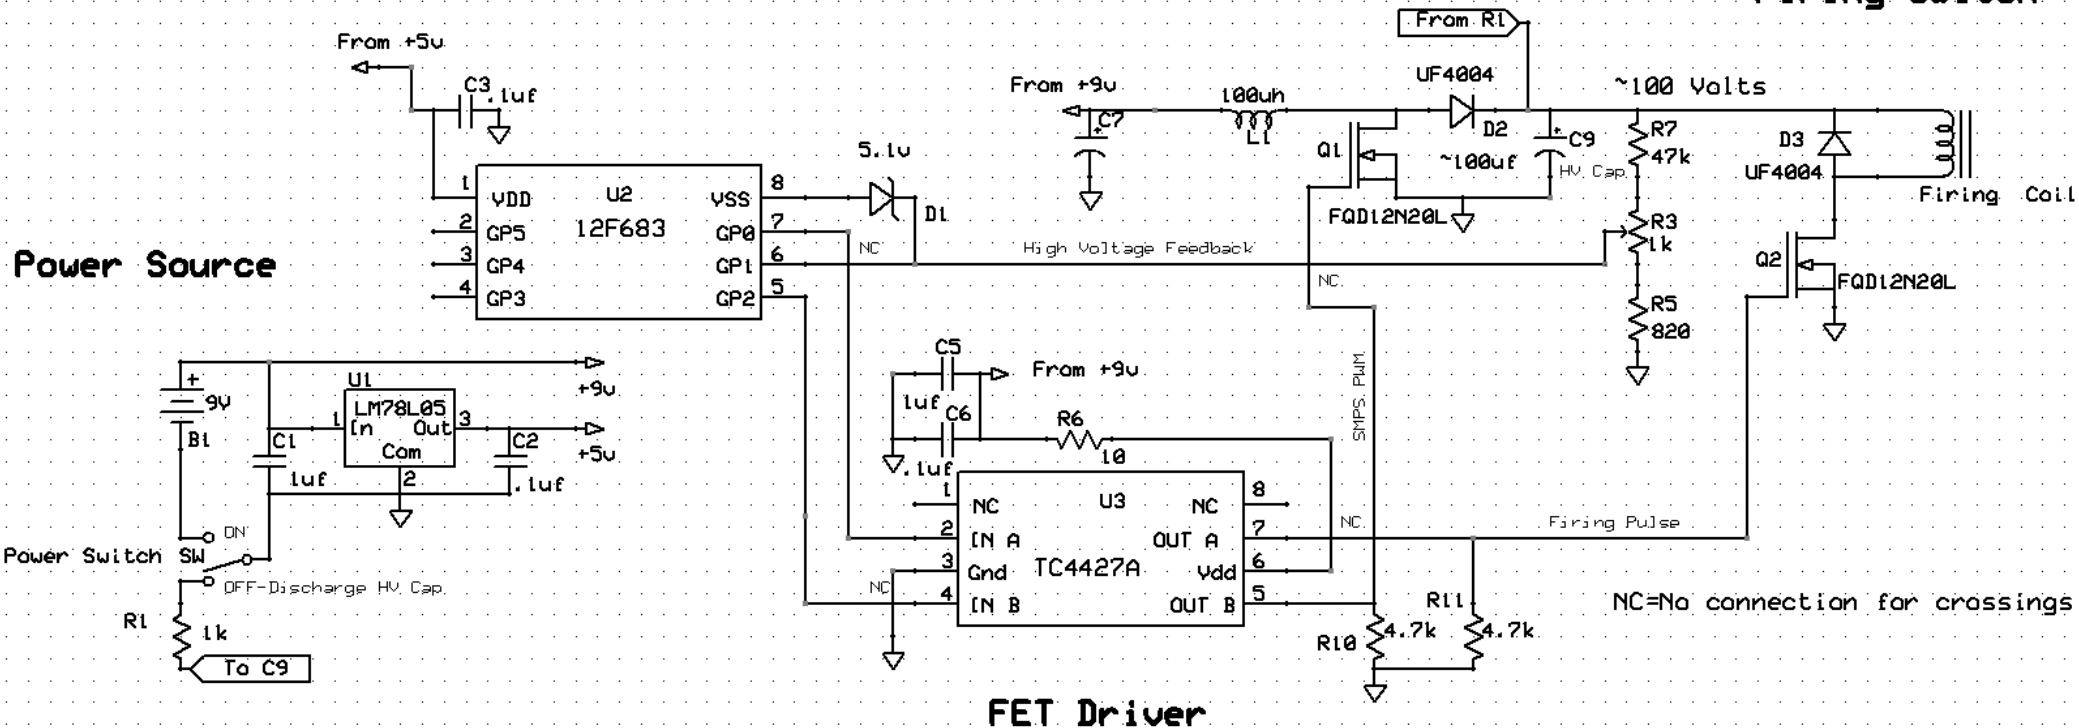 Firing Switch
From R1
From +5v
C3
.1uf
1
VDD
2
GP5
3
GP4
4
GP3
U2
12F683
VSS
8
GP0
7
GP1
6
GP2
5
5.1v
D1
NC
High Voltage Feedback
From +9v
C7
+
100uh
L1
UF4004
D2
Q1
~100uf
FQD12N20L
+
C9
HV Cap
~100 Volts
R7
47k
R3
1k
R5
820
D3
UF4004
Firing Coil
Q2
FQD12N20L
NC
SMPS PWM
Power Source
+
9V
B1
C1
1uf
U1
LM78L05
1
In
Out
3
Com
2
C2
.1uf
+9v
+5v
ON
Power Switch SW
OFF-Discharge HV Cap
R1
1k
To C9
C5
1uf
From +9v
C6
.1uf
R6
10
U3
TC4427A
1
NC
2
IN A
3
Gnd
4
IN B
NC
NC
8
OUT A
7
Vdd
6
OUT B
5
NC
Firing Pulse
R10
4.7k
R11
4.7k
NC=No connection for crossings
FET Driver